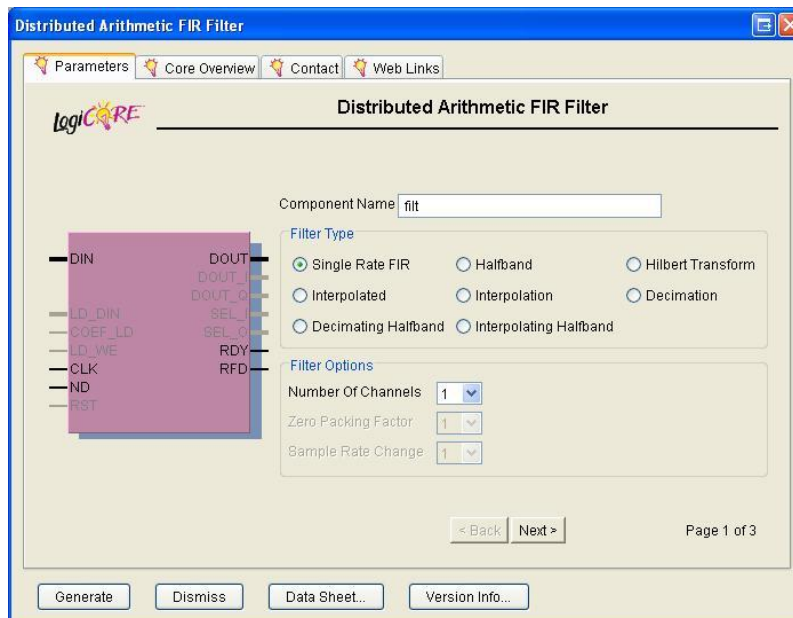 Distributed Arithmetic FIR Filter
Parameters Core Overview Contact Web Links
LogiCORE
Distributed Arithmetic FIR Filter
Component Name filt
Filter Type
Single Rate FIR Halfband Hilbert Transform
Interpolated Interpolation Decimation
Decimating Halfband Interpolating Halfband
DIN DOUT
DOUT_I
DOUT_Q
LD_DIN SEL_I
COEF_LD SEL_Q
LD_WE RDY
CLK RFD
ND
RST
Filter Options
Number Of Channels 1
Zero Packing Factor 1
Sample Rate Change 1
< Back Next > Page 1 of 3
Generate Dismiss Data Sheet... Version Info...